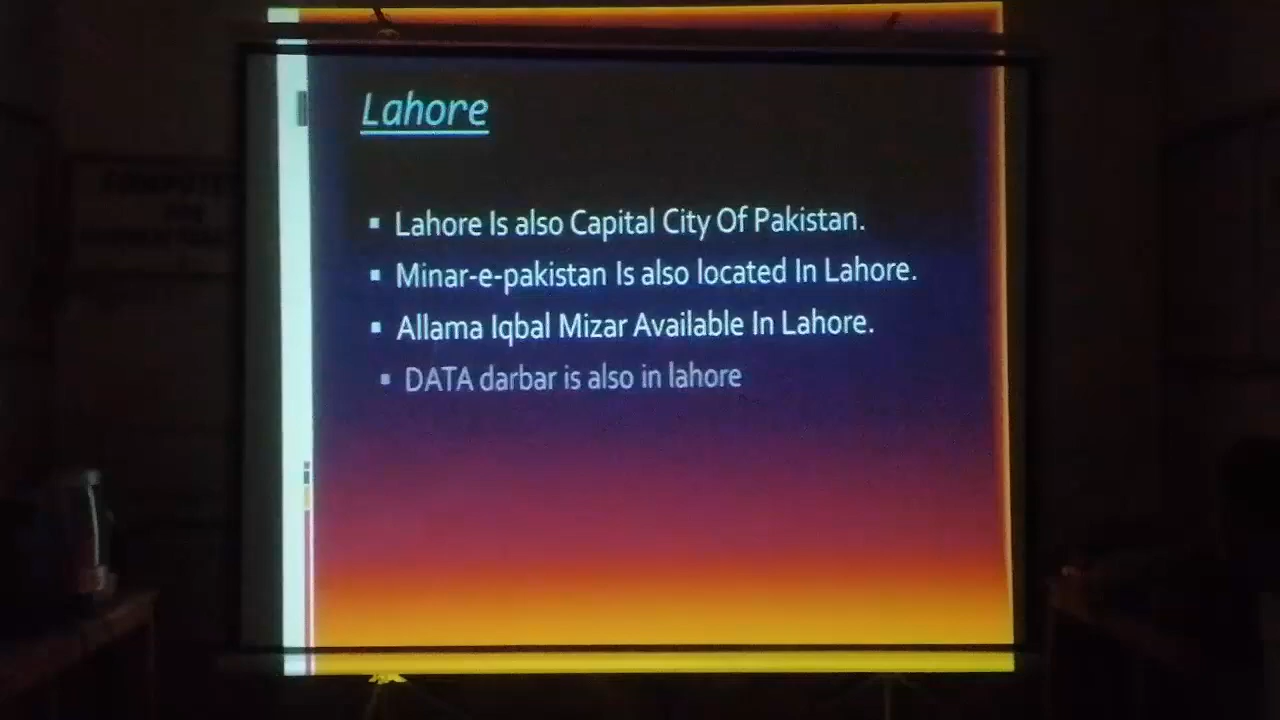 Lahore
Lahore Is also Capital City Of Pakistan.
Minar-e-pakistan Is also located In Lahore.
Allama Iqbal Mizar Available In Lahore.
DATA darbar is also in lahore